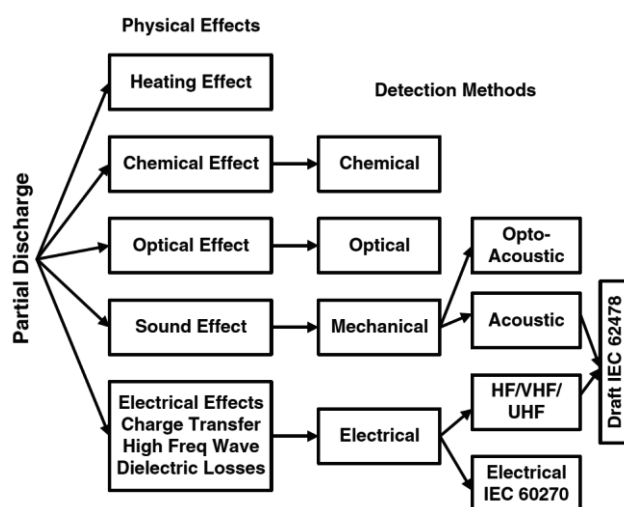 Physical Effects
Detection Methods
Partial Discharge
Heating Effect
Chemical Effect
Chemical
Optical Effect
Optical
Opto-
Acoustic
Sound Effect
Mechanical
Acoustic
Electrical Effects
Charge Transfer
High Freq Wave
Dielectric Losses
Electrical
HF/VHF/
UHF
Electrical
IEC 60270
Draft IEC 62478